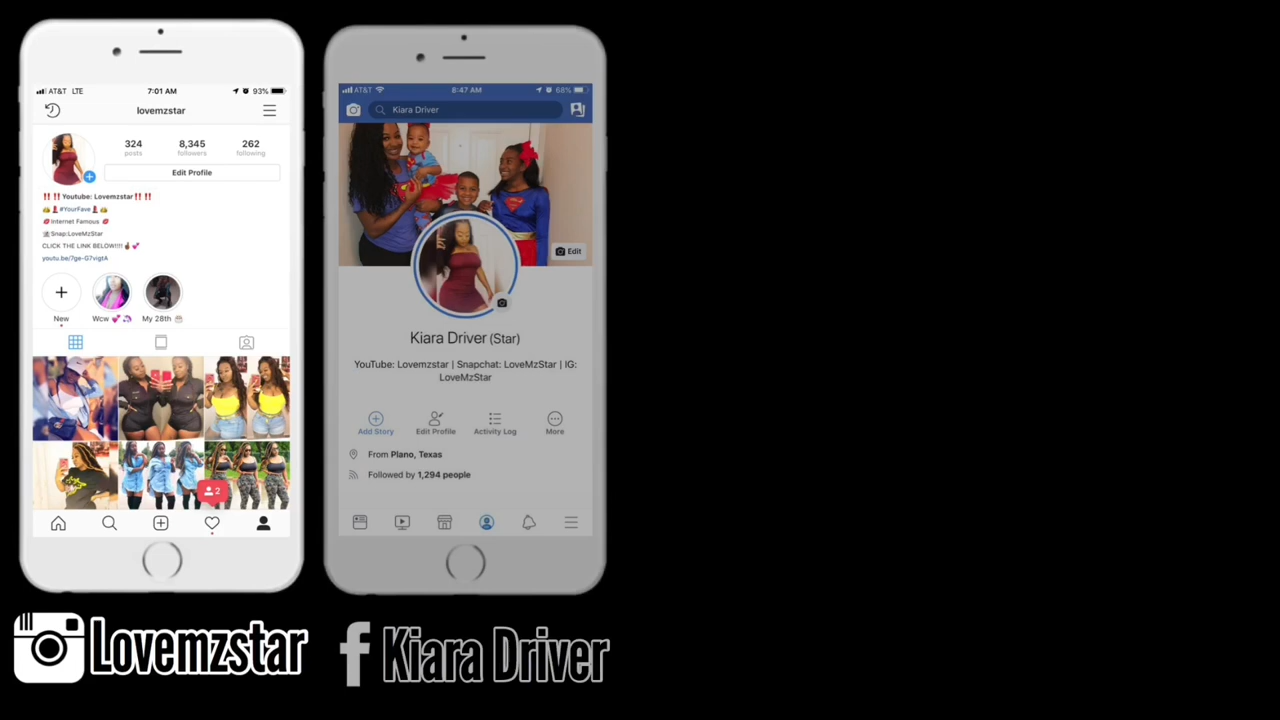 AT&T LTE 7:01 AM 93%
lovemzstar
324 8,345 262
posts followers following
Edit Profile
‼️‼️Youtube: Lovemzstar‼️‼️
#YourFave
Internet Famous
Snap:LoveMzStar
CLICK THE LINK BELOW!!!!
youtu.be/7ge-G7vigtA
New Wcw My 28th
2
Lovemzstar
AT&T 8:47 AM 68%
Kiara Driver
Edit
Kiara Driver (Star)
YouTube: Lovemzstar | Snapchat: LoveMzStar | IG:
LoveMzStar
Add Story Edit Profile Activity Log More
From Plano, Texas
Followed by 1,294 people
f Kiara Driver